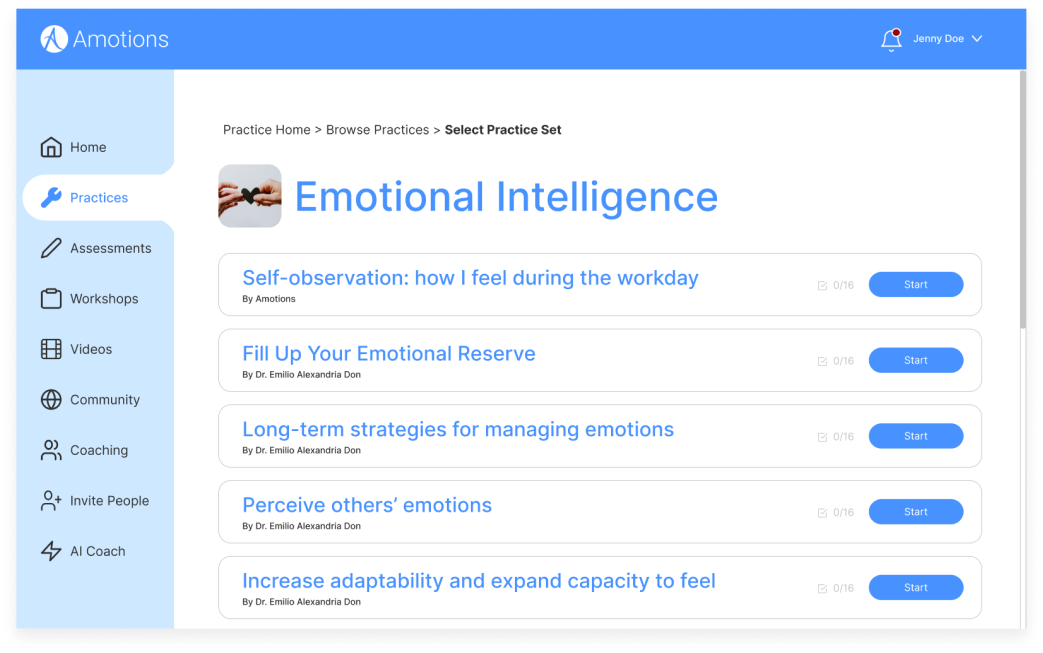 Amotions
Jenny Doe
Home
Practices
Assessments
Workshops
Videos
Community
Coaching
Invite People
AI Coach
Practice Home > Browse Practices > Select Practice Set
Emotional Intelligence
Self-observation: how I feel during the workday
By Amotions
0/16
Start
Fill Up Your Emotional Reserve
By Dr. Emilio Alexandria Don
0/16
Start
Long-term strategies for managing emotions
By Dr. Emilio Alexandria Don
0/16
Start
Perceive others’ emotions
By Dr. Emilio Alexandria Don
0/16
Start
Increase adaptability and expand capacity to feel
By Dr. Emilio Alexandria Don
0/16
Start